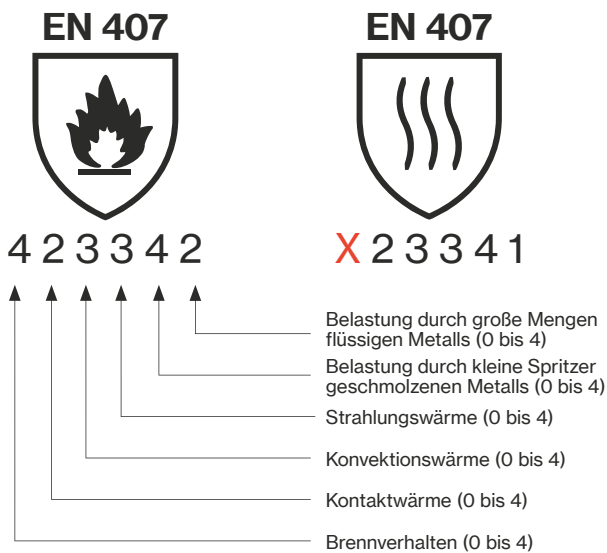 EN 407
EN 407
4 2 3 3 4 2
X 2 3 3 4 1
Belastung durch große Mengen
flüssigen Metalls (0 bis 4)
Belastung durch kleine Spritzer
geschmolzenen Metalls (0 bis 4)
Strahlungswärme (0 bis 4)
Konvektionswärme (0 bis 4)
Kontaktwärme (0 bis 4)
Brennverhalten (0 bis 4)